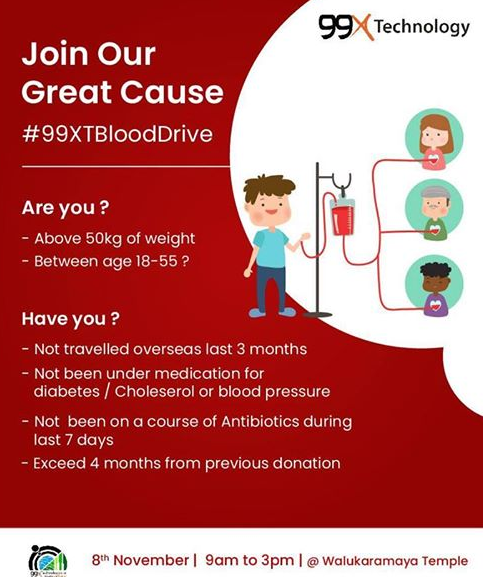 99X Technology
Join Our
Great Cause
#99XTBloodDrive
Are you ?
- Above 50kg of weight
- Between age 18-55 ?
Have you ?
- Not travelled overseas last 3 months
- Not been under medication for
diabetes / Choleserol or blood pressure
- Not been on a course of Antibiotics during
last 7 days
- Exceed 4 months from previous donation
8th November | 9am to 3pm | @ Walukaramaya Temple